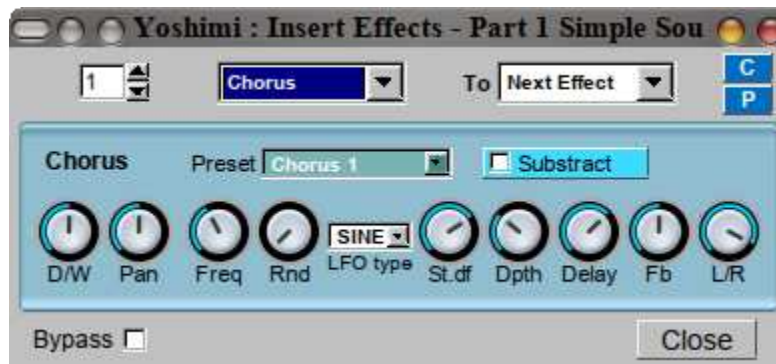 Yoshimi : Insert Effects - Part 1 Simple Sou
1 Chorus To Next Effect C
P
Chorus Preset Chorus 1 Substract
SINE
D/W Pan Freq Rnd LFO type St.df Dpth Delay Fb L/R
Bypass Close